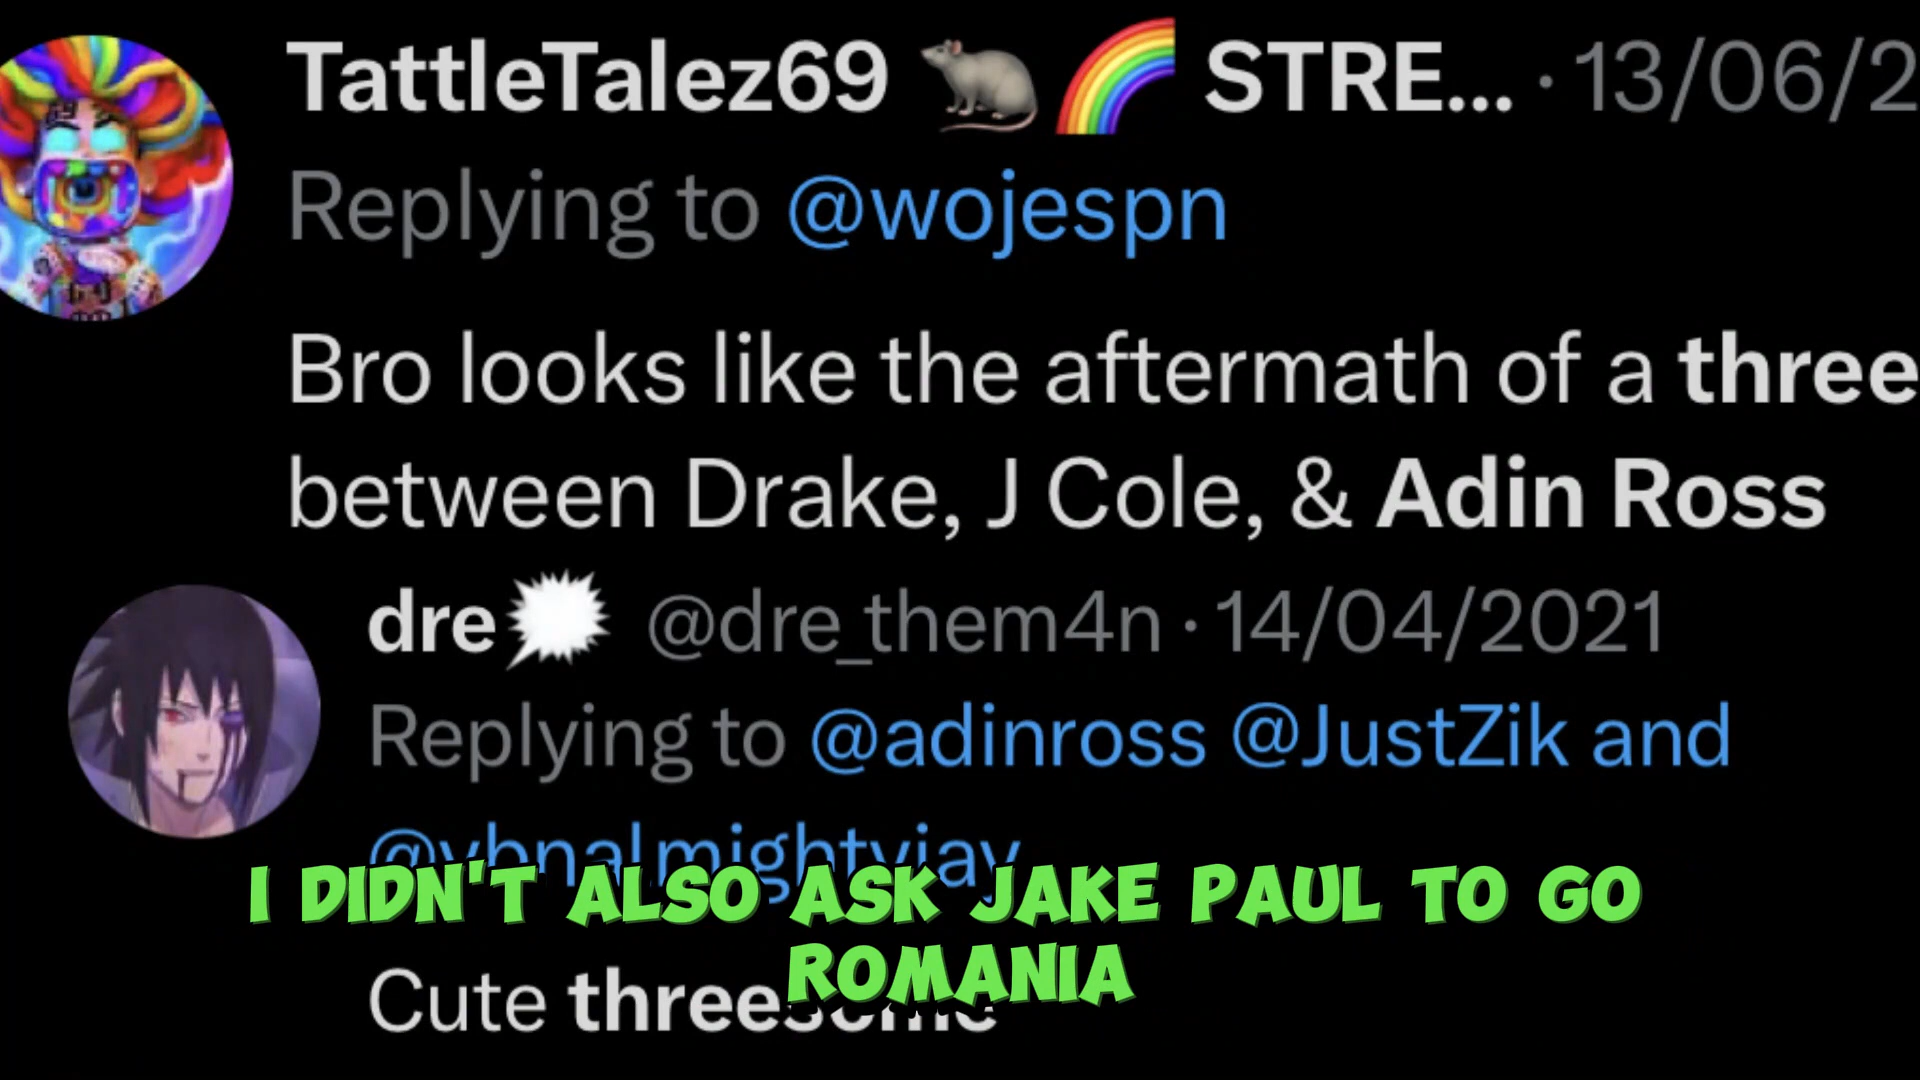 TattleTalez69 🐀🌈 STRE... · 13/06/2
Replying to @wojespn
Bro looks like the aftermath of a three
between Drake, J Cole, & Adin Ross
dre @dre_them4n · 14/04/2021
Replying to @adinross @JustZik and
@ybnalmightyjay
I DIDN'T ALSO ASK JAKE PAUL TO GO
ROMANIA
Cute threesome